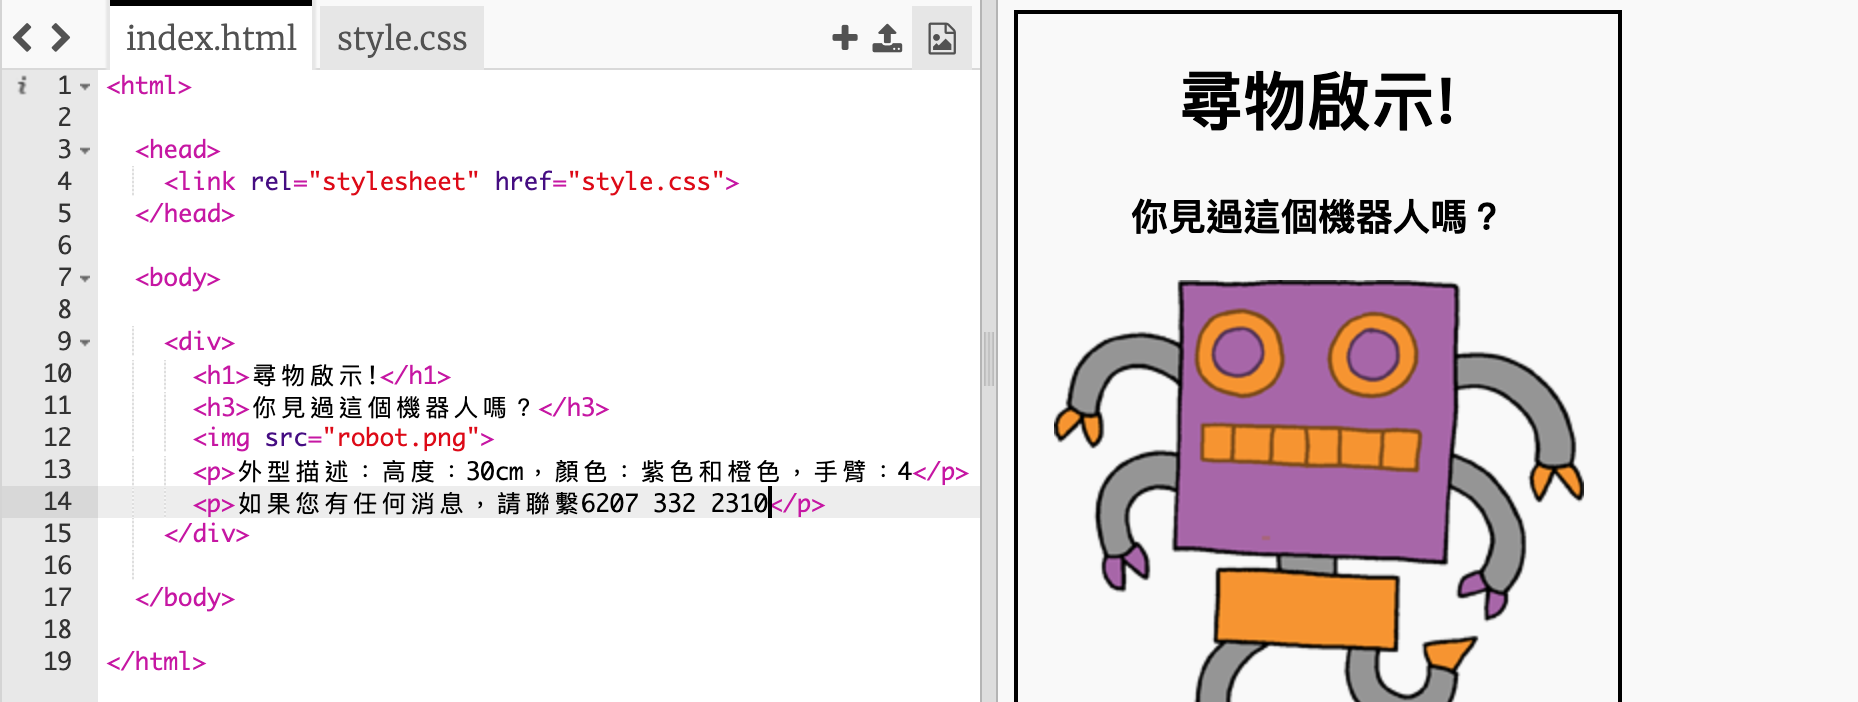 index.html style.css
1 <html>
2
3 <head>
4 <link rel="stylesheet" href="style.css">
5 </head>
6
7 <body>
8
9 <div>
10 <h1>尋物啟示!</h1>
11 <h3>你見過這個機器人嗎？</h3>
12 <img src="robot.png">
13 <p>外型描述：高度：30cm，顏色：紫色和橙色，手臂：4</p>
14 <p>如果您有任何消息，請聯繫6207 332 2310</p>
15 </div>
16
17 </body>
18
19 </html>
尋物啟示!
你見過這個機器人嗎？